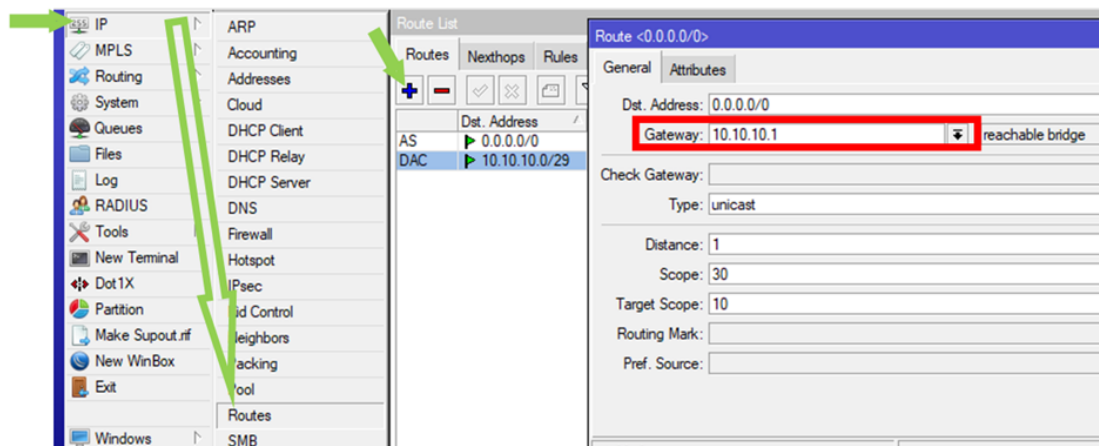 IP
MPLS
Routing
System
Queues
Files
Log
RADIUS
Tools
New Terminal
Dot1X
Partition
Make Supout.rif
New WinBox
Exit
Windows
ARP
Accounting
Addresses
Cloud
DHCP Client
DHCP Relay
DHCP Server
DNS
Firewall
Hotspot
IPsec
Control
Neighbors
Packing
Pool
Routes
SMB
Route List
Routes Nexthops Rules
Dst. Address
AS 0.0.0.0/0
DAC 10.10.10.0/29
Route <0.0.0.0/0>
General Attributes
Dst. Address: 0.0.0.0/0
Gateway: 10.10.10.1 reachable bridge
Check Gateway:
Type: unicast
Distance: 1
Scope: 30
Target Scope: 10
Routing Mark:
Pref. Source: